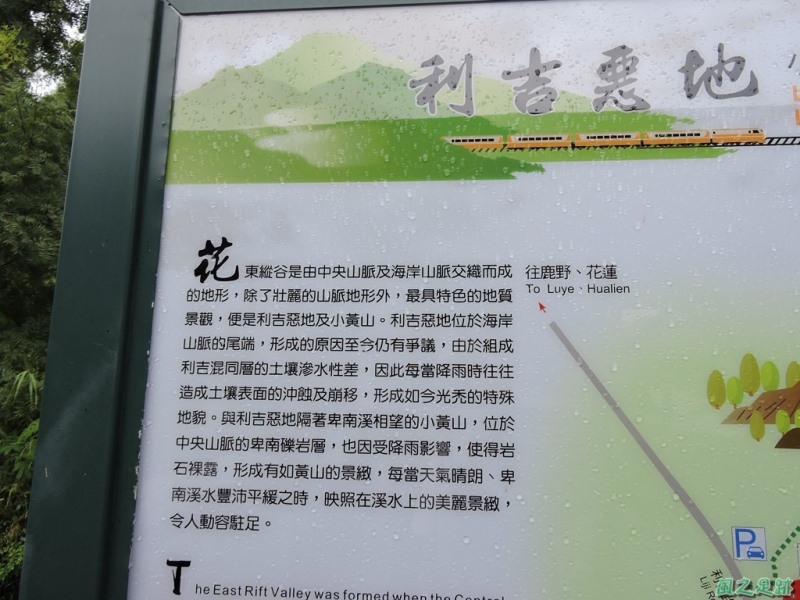 利吉惡地
花東縱谷是由中央山脈及海岸山脈交織而成
的地形，除了壯麗的山脈地形外，最具特色的地質
景觀，便是利吉惡地及小黃山。利吉惡地位於海岸
山脈的尾端，形成的原因至今仍有爭議，由於組成
利吉混同層的土壤滲水性差，因此每當降雨時往往
造成土壤表面的沖蝕及崩移，形成如今光禿的特殊
地貌。與利吉惡地隔著卑南溪相望的小黃山，位於
中央山脈的卑南礫岩層，也因受降雨影響，使得岩
石裸露，形成有如黃山的景緻，每當天氣晴朗、卑
南溪水豐沛平緩之時，映照在溪水上的美麗景緻，
令人動容駐足。
The East Rift Valley was formed when the Central
往鹿野、花蓮
To Luye、Hualien
P
利吉
Liji R
風之足跡